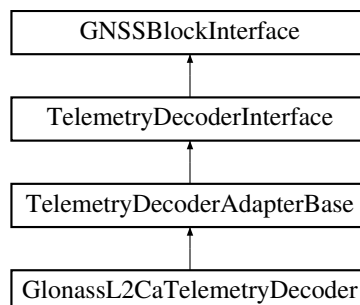 GNSSBlockInterface
TelemetryDecoderInterface
TelemetryDecoderAdapterBase
GlonassL2CaTelemetryDecoder